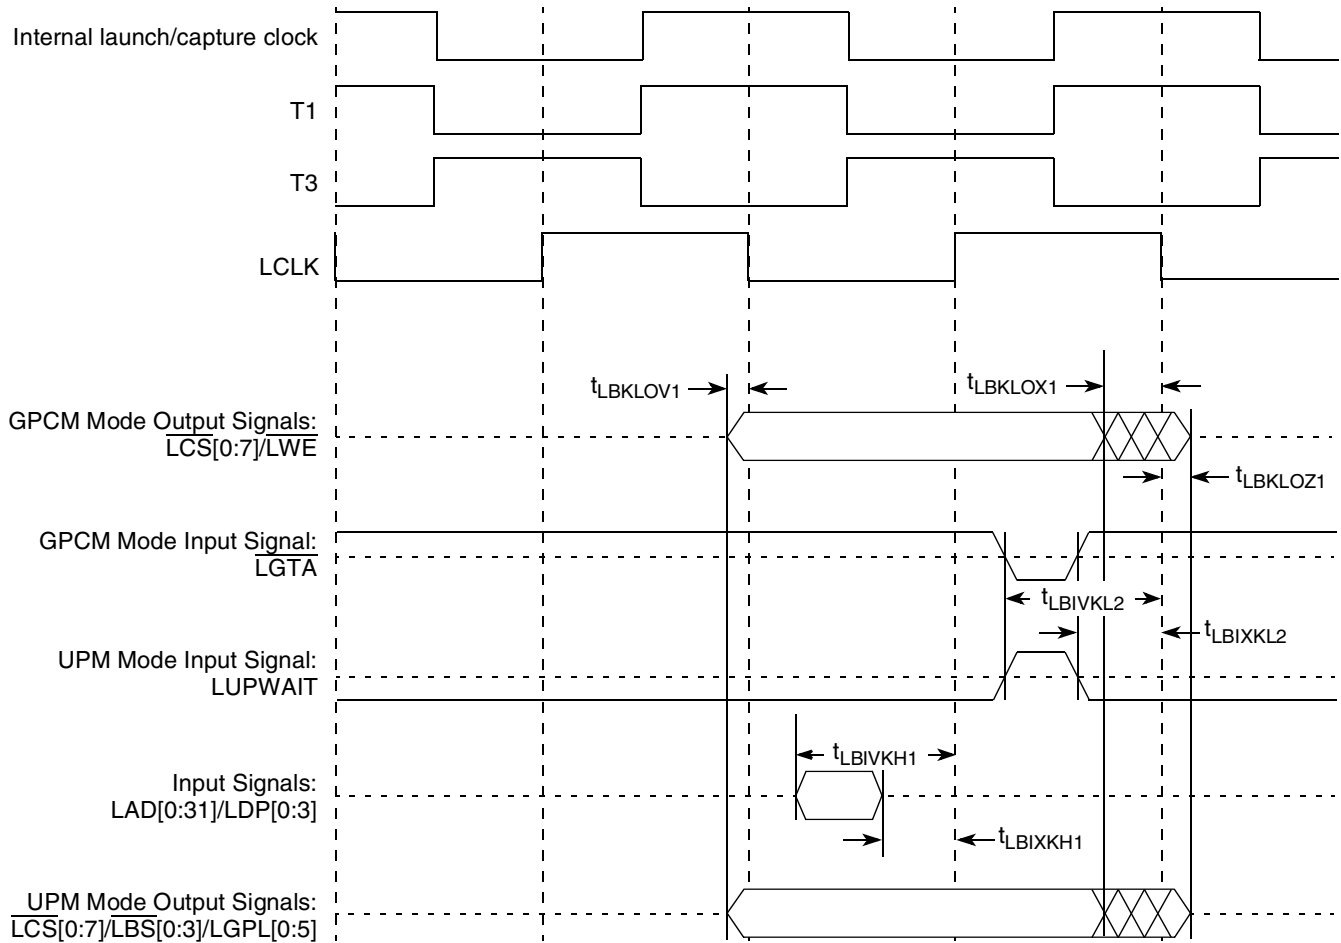 Internal launch/capture clock
T1
T3
LCLK
tLBKLOV1
tLBKLOX1
GPCM Mode Output Signals:
LCS[0:7]/LWE
tLBKLOZ1
GPCM Mode Input Signal:
LGTA
tLBIVKL2
tLBIXKL2
UPM Mode Input Signal:
LUPWAIT
tLBIVKH1
Input Signals:
LAD[0:31]/LDP[0:3]
tLBIXKH1
UPM Mode Output Signals:
LCS[0:7]/LBS[0:3]/LGPL[0:5]